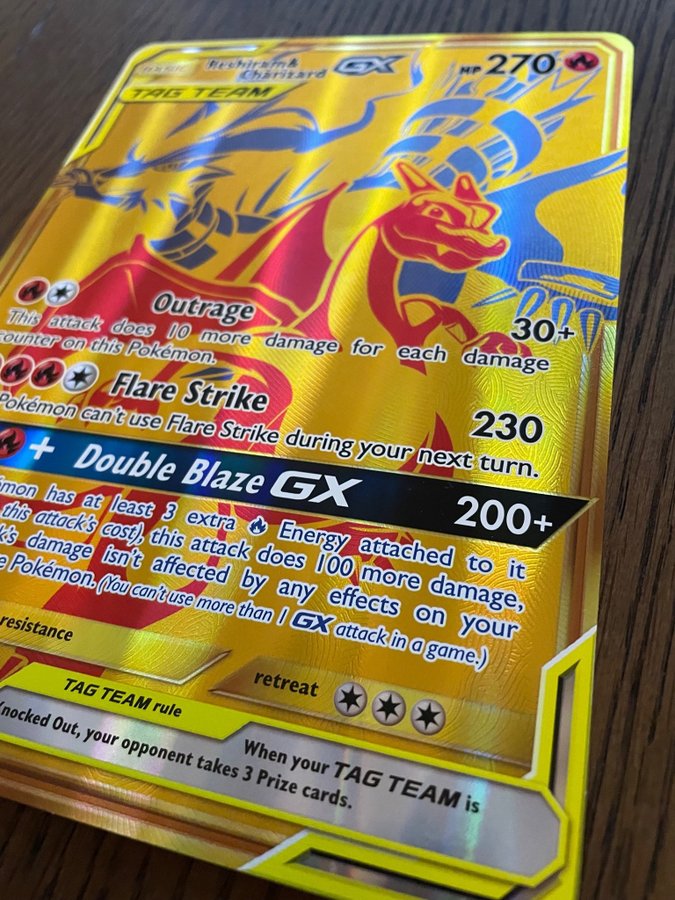 BASIC
Reshiram &
Charizard GX
HP 270
TAG TEAM
Outrage 30+
This attack does 10 more damage for each damage
counter on this Pokémon.
Flare Strike 230
Pokémon can't use Flare Strike during your next turn.
+ Double Blaze GX 200+
émon has at least 3 extra Energy attached to it
this attack's cost), this attack does 100 more damage,
k's damage isn't affected by any effects on your
e Pokémon. (You can't use more than 1 GX attack in a game.)
resistance
retreat
TAG TEAM rule
When your TAG TEAM is
Knocked Out, your opponent takes 3 Prize cards.